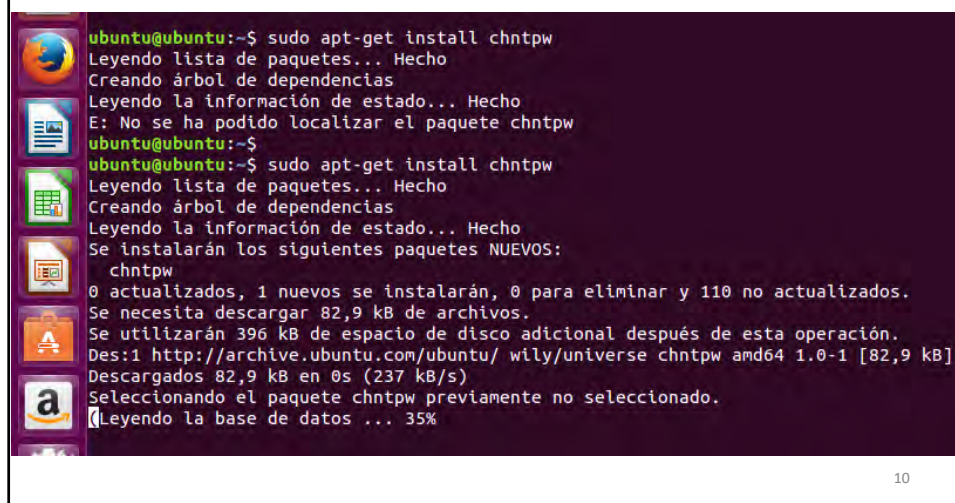 ubuntu@ubuntu:~$ sudo apt-get install chntpw
Leyendo lista de paquetes... Hecho
Creando árbol de dependencias
Leyendo la información de estado... Hecho
E: No se ha podido localizar el paquete chntpw
ubuntu@ubuntu:~$
ubuntu@ubuntu:~$ sudo apt-get install chntpw
Leyendo lista de paquetes... Hecho
Creando árbol de dependencias
Leyendo la información de estado... Hecho
Se instalarán los siguientes paquetes NUEVOS:
chntpw
0 actualizados, 1 nuevos se instalarán, 0 para eliminar y 110 no actualizados.
Se necesita descargar 82,9 kB de archivos.
Se utilizarán 396 kB de espacio de disco adicional después de esta operación.
Des:1 http://archive.ubuntu.com/ubuntu/ wily/universe chntpw amd64 1.0-1 [82,9 kB]
Descargados 82,9 kB en 0s (237 kB/s)
Seleccionando el paquete chntpw previamente no seleccionado.
(Leyendo la base de datos ... 35%
10